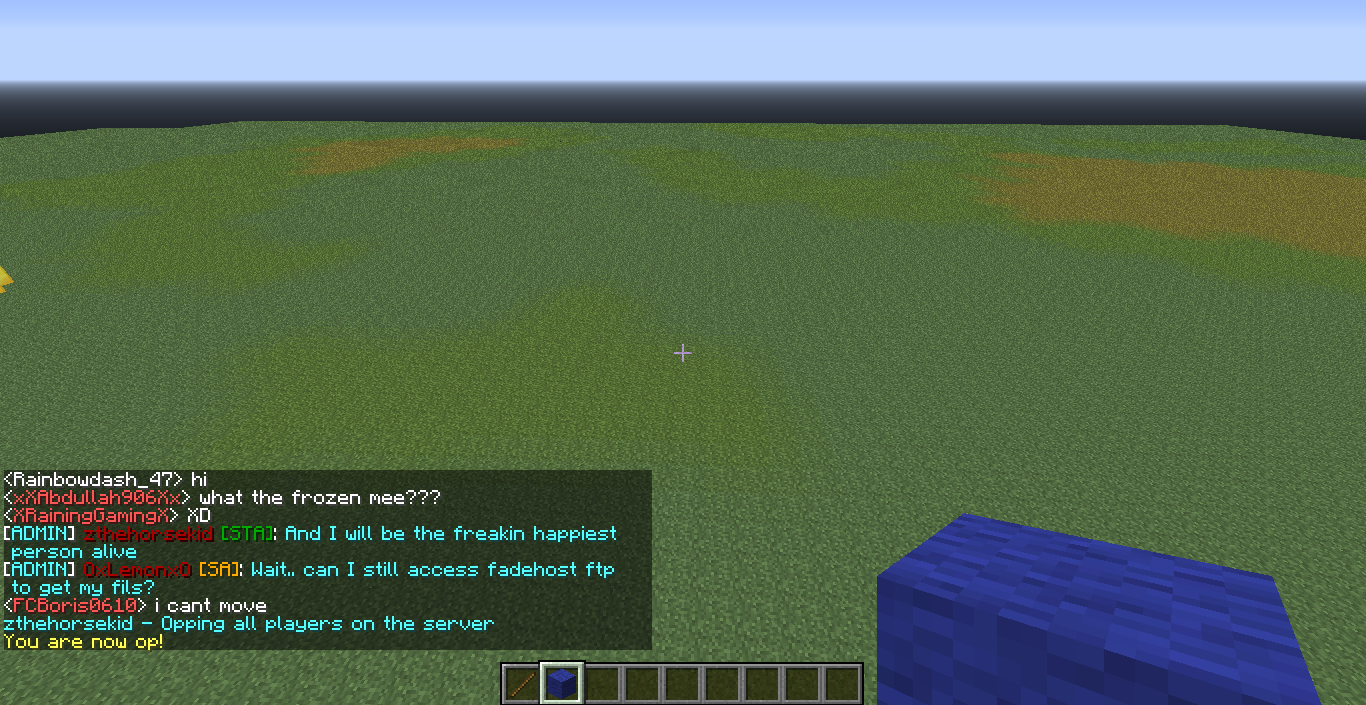 <Rainbowdash_47> hi
<xXAbdullah906Xx> what the frozen mee???
<XRainingGamingX> XD
[ADMIN] zthehorsekid [STA]: And I will be the freakin happiest
person alive
[ADMIN] 0xLemonx0 [SA]: Wait.. can I still access fadehost ftp
to get my fils?
<FCBoris0610> i cant move
zthehorsekid - Opping all players on the server
You are now op!